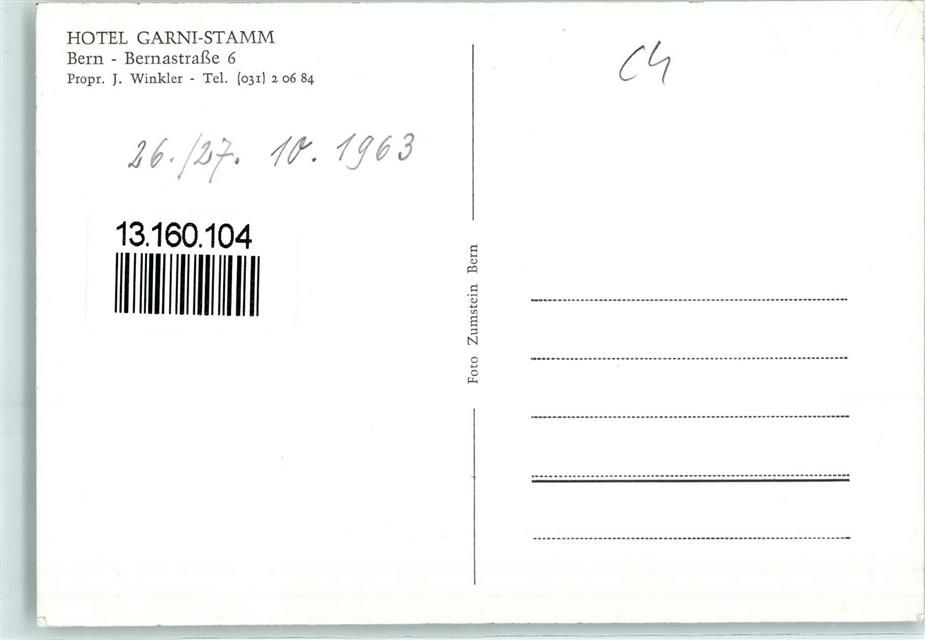 HOTEL GARNI-STAMM
Bern - Bernastraße 6
Propr. J. Winkler - Tel. (031) 2 06 84
26./27. 10. 1963
13.160.104
Foto Zumstein Bern
CH